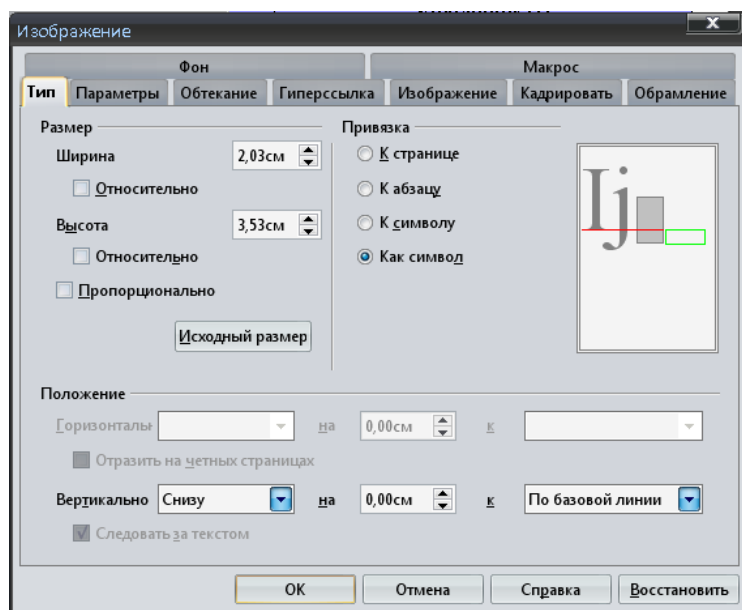 Изображение
Фон Макрос
Тип Параметры Обтекание Гиперссылка Изображение Кадрировать Обрамление
Размер Привязка
Ширина 2,03см К странице
Относительно К абзацу
Высота 3,53см К символу
Относительно Как символ
Пропорционально
Исходный размер
Ij
Положение
Горизонталы на 0,00см к
Отразить на четных страницах
Вертикально Снизу на 0,00см к По базовой линии
Следовать за текстом
ОК Отмена Справка Восстановить